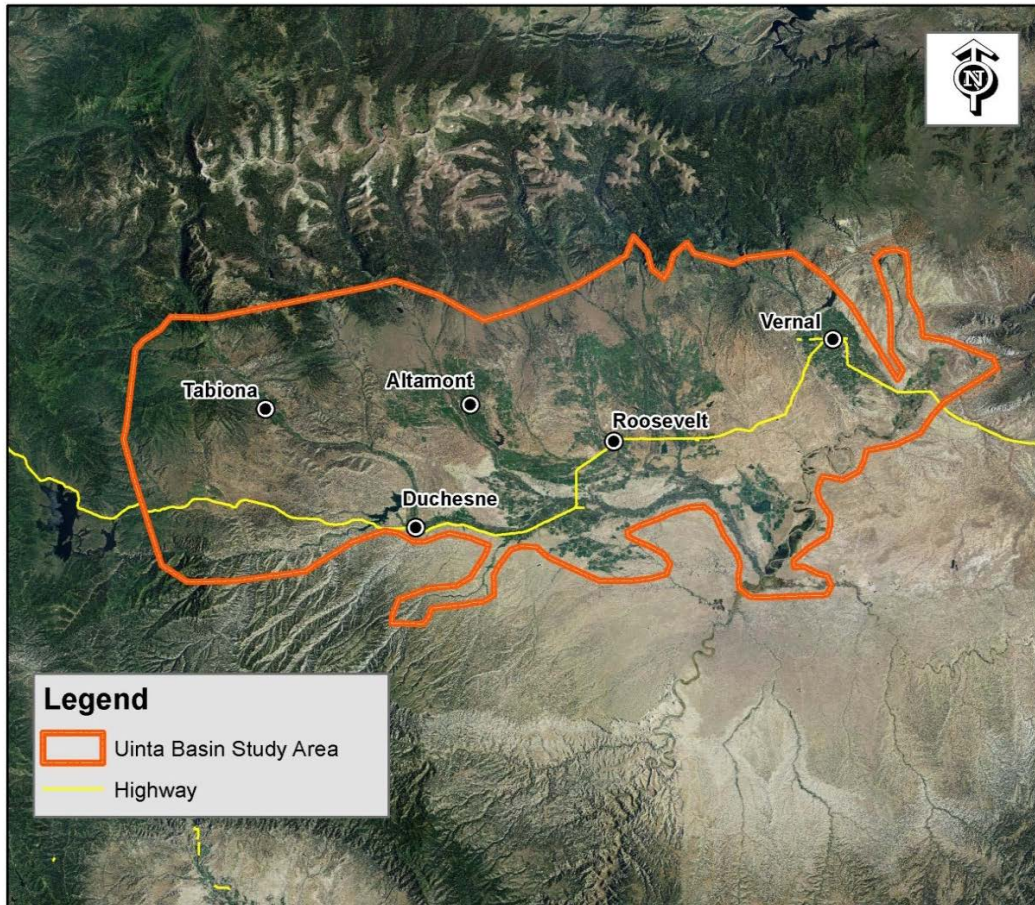 N
Vernal
Tabiona
Altamont
Roosevelt
Duchesne
Legend
Uinta Basin Study Area
Highway